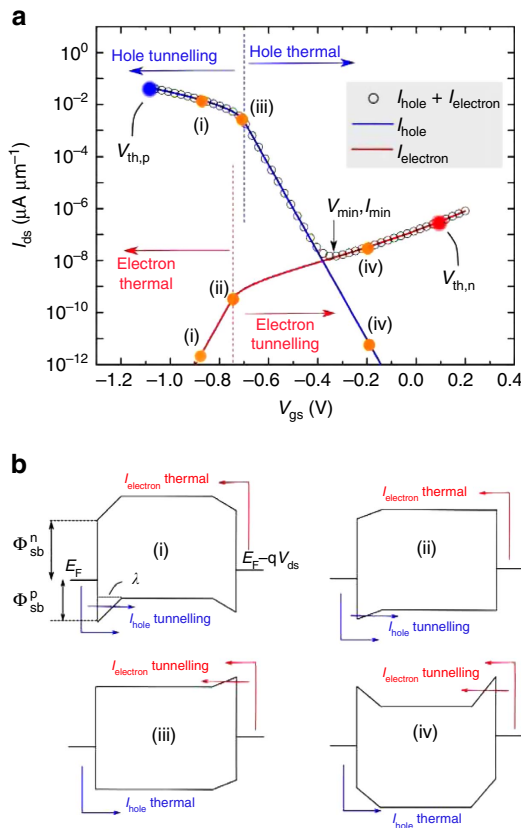 a
Hole tunnelling
Hole thermal
I_hole + I_electron
I_hole
I_electron
10^0
10^−2
10^−4
10^−6
10^−8
10^−10
10^−12
I_ds (µA µm^−1)
(i)
(iii)
V_th,p
V_min, I_min
(iv)
V_th,n
Electron
thermal
(ii)
Electron
tunnelling
(i)
(iv)
−1.2 −1.0 −0.8 −0.6 −0.4 −0.2 0.0 0.2 0.4
V_gs (V)
b
I_electron thermal
Φ^n_sb
E_F
(i)
E_F–qV_ds
Φ^p_sb
λ
I_hole tunnelling
I_electron thermal
(ii)
I_hole tunnelling
I_electron tunnelling
(iii)
I_hole thermal
I_electron tunnelling
(iv)
I_hole thermal